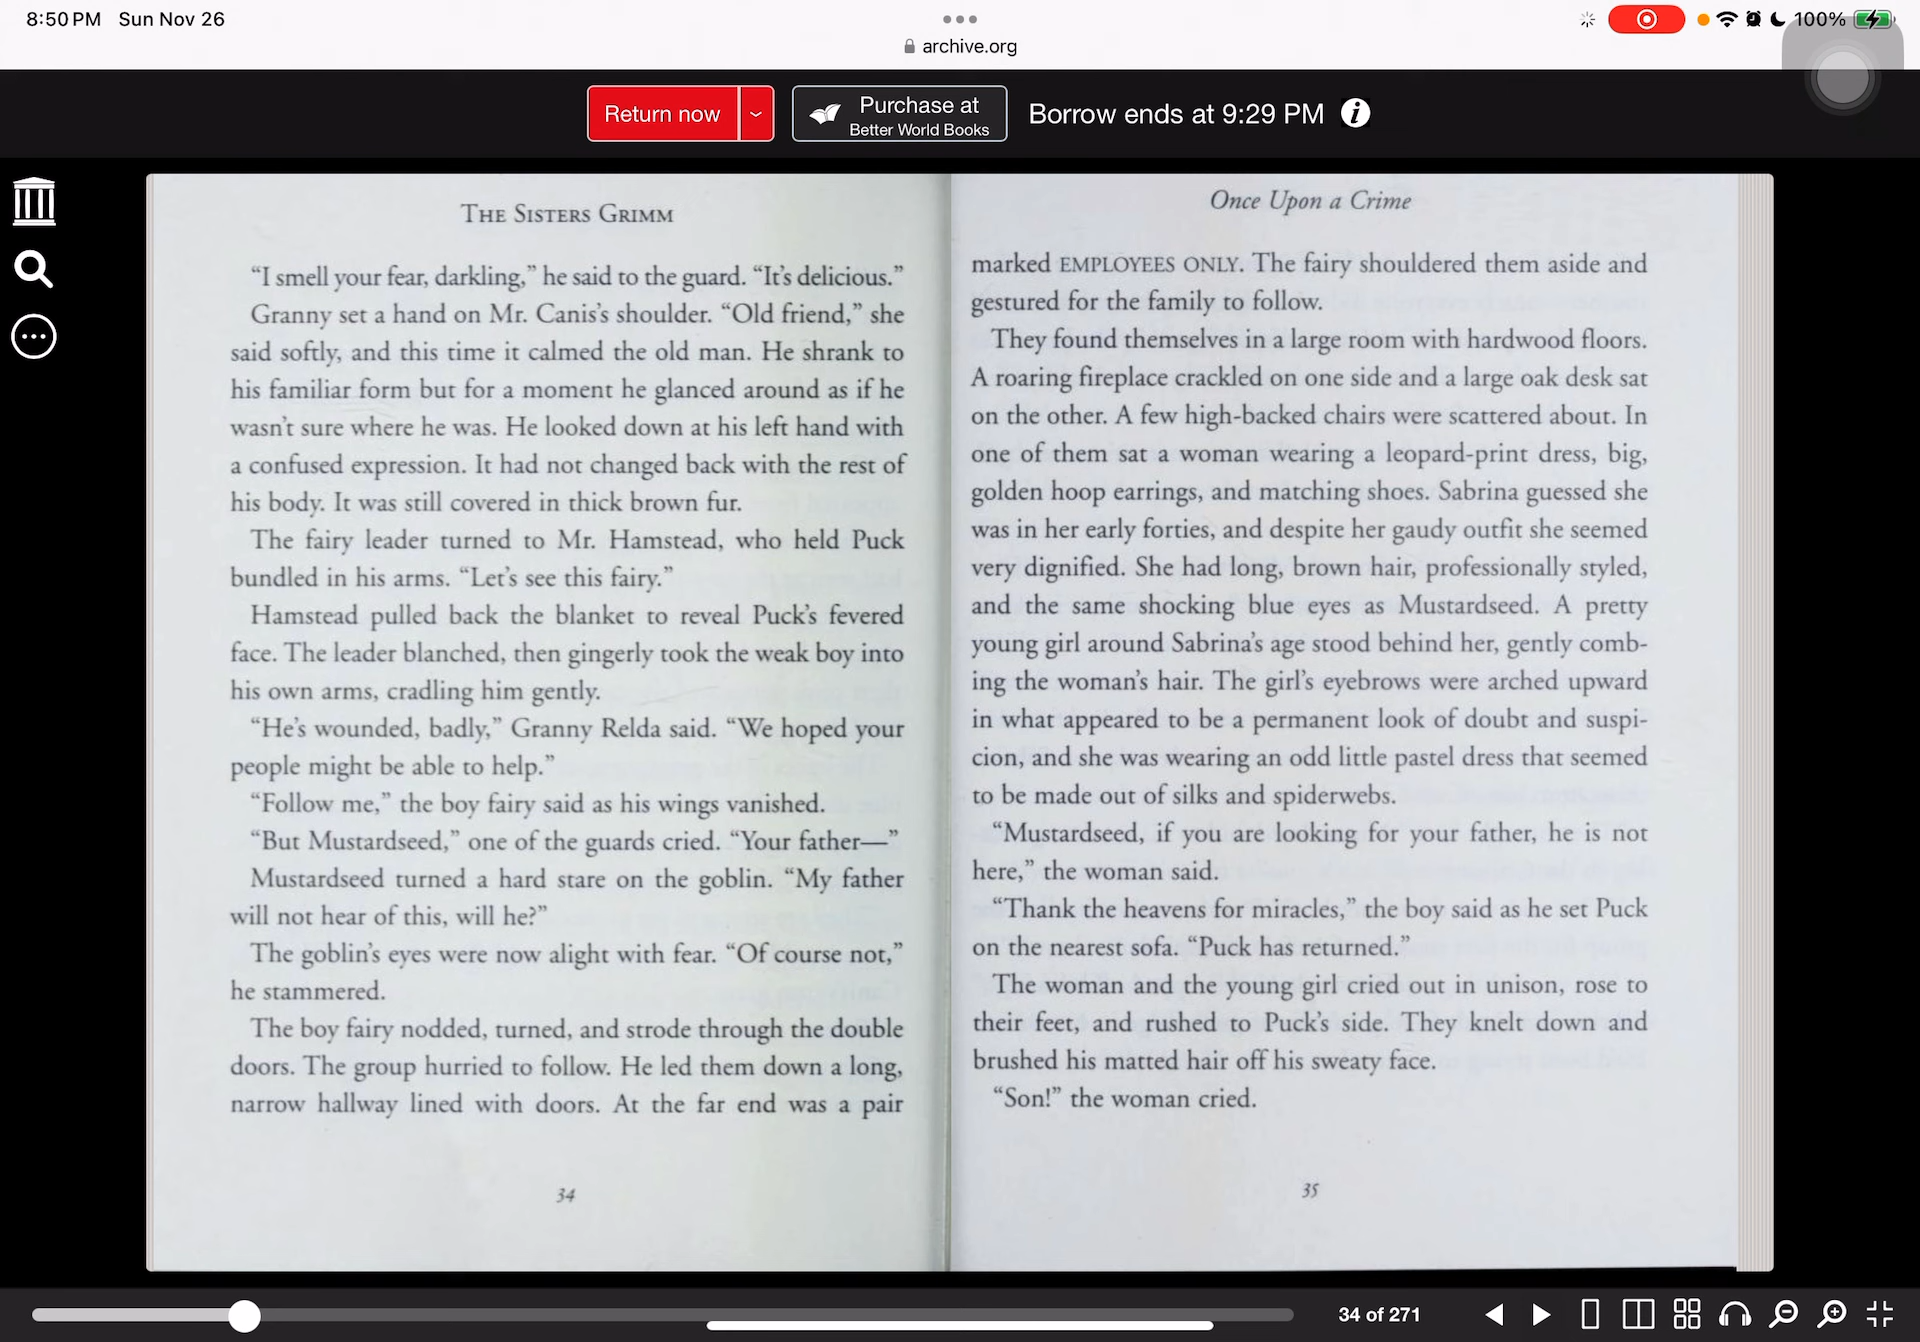 8:50 PM Sun Nov 26
100%
archive.org
Return now
Purchase at
Better World Books
Borrow ends at 9:29 PM
THE SISTERS GRIMM
“I smell your fear, darkling,” he said to the guard. “It’s delicious.”
Granny set a hand on Mr. Canis’s shoulder. “Old friend,” she
said softly, and this time it calmed the old man. He shrank to
his familiar form but for a moment he glanced around as if he
wasn’t sure where he was. He looked down at his left hand with
a confused expression. It had not changed back with the rest of
his body. It was still covered in thick brown fur.
The fairy leader turned to Mr. Hamstead, who held Puck
bundled in his arms. “Let’s see this fairy.”
Hamstead pulled back the blanket to reveal Puck’s fevered
face. The leader blanched, then gingerly took the weak boy into
his own arms, cradling him gently.
“He’s wounded, badly,” Granny Relda said. “We hoped your
people might be able to help.”
“Follow me,” the boy fairy said as his wings vanished.
“But Mustardseed,” one of the guards cried. “Your father—”
Mustardseed turned a hard stare on the goblin. “My father
will not hear of this, will he?”
The goblin’s eyes were now alight with fear. “Of course not,”
he stammered.
The boy fairy nodded, turned, and strode through the double
doors. The group hurried to follow. He led them down a long,
narrow hallway lined with doors. At the far end was a pair
34
Once Upon a Crime
marked EMPLOYEES ONLY. The fairy shouldered them aside and
gestured for the family to follow.
They found themselves in a large room with hardwood floors.
A roaring fireplace crackled on one side and a large oak desk sat
on the other. A few high-backed chairs were scattered about. In
one of them sat a woman wearing a leopard-print dress, big,
golden hoop earrings, and matching shoes. Sabrina guessed she
was in her early forties, and despite her gaudy outfit she seemed
very dignified. She had long, brown hair, professionally styled,
and the same shocking blue eyes as Mustardseed. A pretty
young girl around Sabrina’s age stood behind her, gently comb-
ing the woman’s hair. The girl’s eyebrows were arched upward
in what appeared to be a permanent look of doubt and suspi-
cion, and she was wearing an odd little pastel dress that seemed
to be made out of silks and spiderwebs.
“Mustardseed, if you are looking for your father, he is not
here,” the woman said.
“Thank the heavens for miracles,” the boy said as he set Puck
on the nearest sofa. “Puck has returned.”
The woman and the young girl cried out in unison, rose to
their feet, and rushed to Puck’s side. They knelt down and
brushed his matted hair off his sweaty face.
“Son!” the woman cried.
35
34 of 271